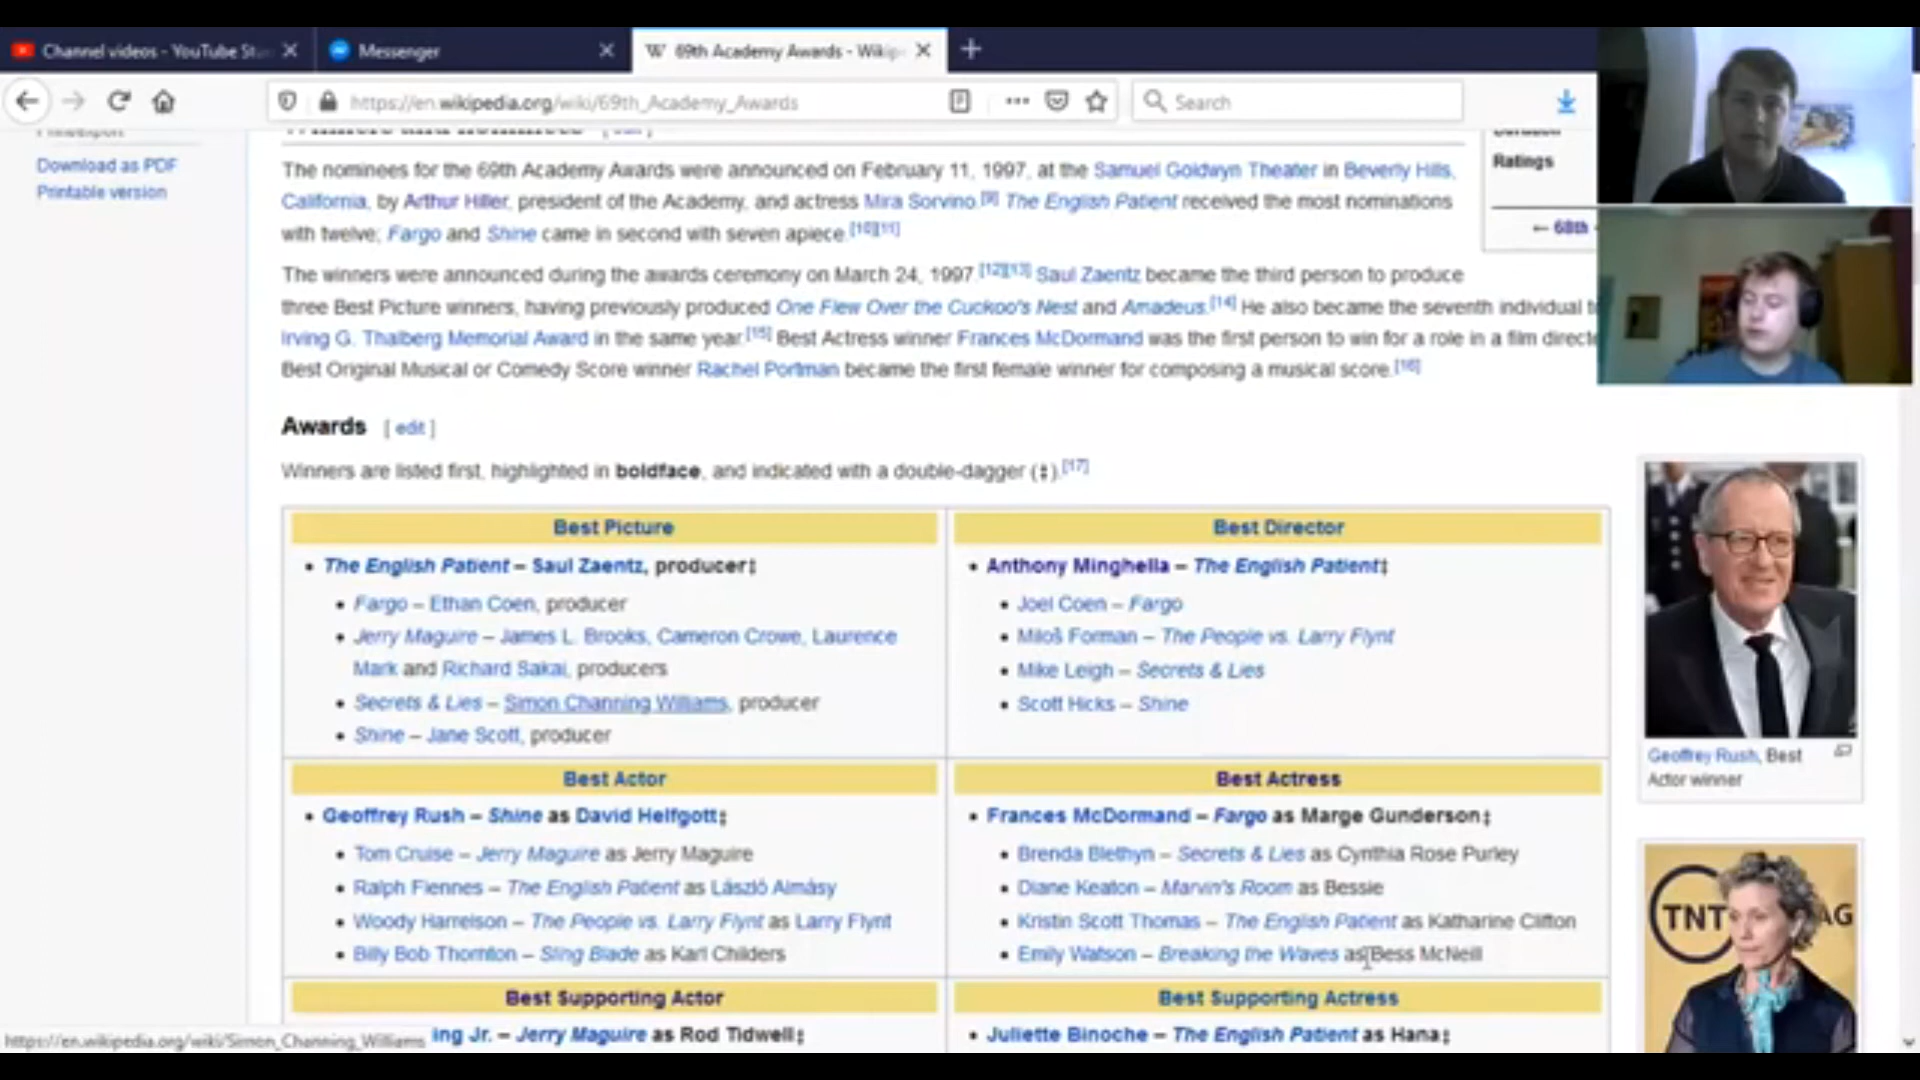 Channel videos - YouTube Stu
Messenger
69th Academy Awards - Wikip
https://en.wikipedia.org/wiki/69th_Academy_Awards
Search
Download as PDF
Printable version
The nominees for the 69th Academy Awards were announced on February 11, 1997, at the Samuel Goldwyn Theater in Beverly Hills,
California, by Arthur Hiller, president of the Academy, and actress Mira Sorvino.[9] The English Patient received the most nominations
with twelve; Fargo and Shine came in second with seven apiece.[10][11]
Ratings
← 68th
The winners were announced during the awards ceremony on March 24, 1997.[12][13] Saul Zaentz became the third person to produce
three Best Picture winners, having previously produced One Flew Over the Cuckoo's Nest and Amadeus.[14] He also became the seventh individual t
Irving G. Thalberg Memorial Award in the same year.[15] Best Actress winner Frances McDormand was the first person to win for a role in a film directe
Best Original Musical or Comedy Score winner Rachel Portman became the first female winner for composing a musical score.[16]
Awards [ edit ]
Winners are listed first, highlighted in boldface, and indicated with a double-dagger (‡).[17]
Best Picture
• The English Patient – Saul Zaentz, producer‡
• Fargo – Ethan Coen, producer
• Jerry Maguire – James L. Brooks, Cameron Crowe, Laurence
Mark and Richard Sakai, producers
• Secrets & Lies – Simon Channing Williams, producer
• Shine – Jane Scott, producer
Best Director
• Anthony Minghella – The English Patient‡
• Joel Coen – Fargo
• Miloš Forman – The People vs. Larry Flynt
• Mike Leigh – Secrets & Lies
• Scott Hicks – Shine
Best Actor
• Geoffrey Rush – Shine as David Helfgott‡
• Tom Cruise – Jerry Maguire as Jerry Maguire
• Ralph Fiennes – The English Patient as László Almásy
• Woody Harrelson – The People vs. Larry Flynt as Larry Flynt
• Billy Bob Thornton – Sling Blade as Karl Childers
Best Actress
• Frances McDormand – Fargo as Marge Gunderson‡
• Brenda Blethyn – Secrets & Lies as Cynthia Rose Purley
• Diane Keaton – Marvin's Room as Bessie
• Kristin Scott Thomas – The English Patient as Katharine Clifton
• Emily Watson – Breaking the Waves as Bess McNeill
Best Supporting Actor
ing Jr. – Jerry Maguire as Rod Tidwell‡
Best Supporting Actress
• Juliette Binoche – The English Patient as Hana‡
Geoffrey Rush, Best
Actor winner
TNT
AG
https://en.wikipedia.org/wiki/Simon_Channing_Williams